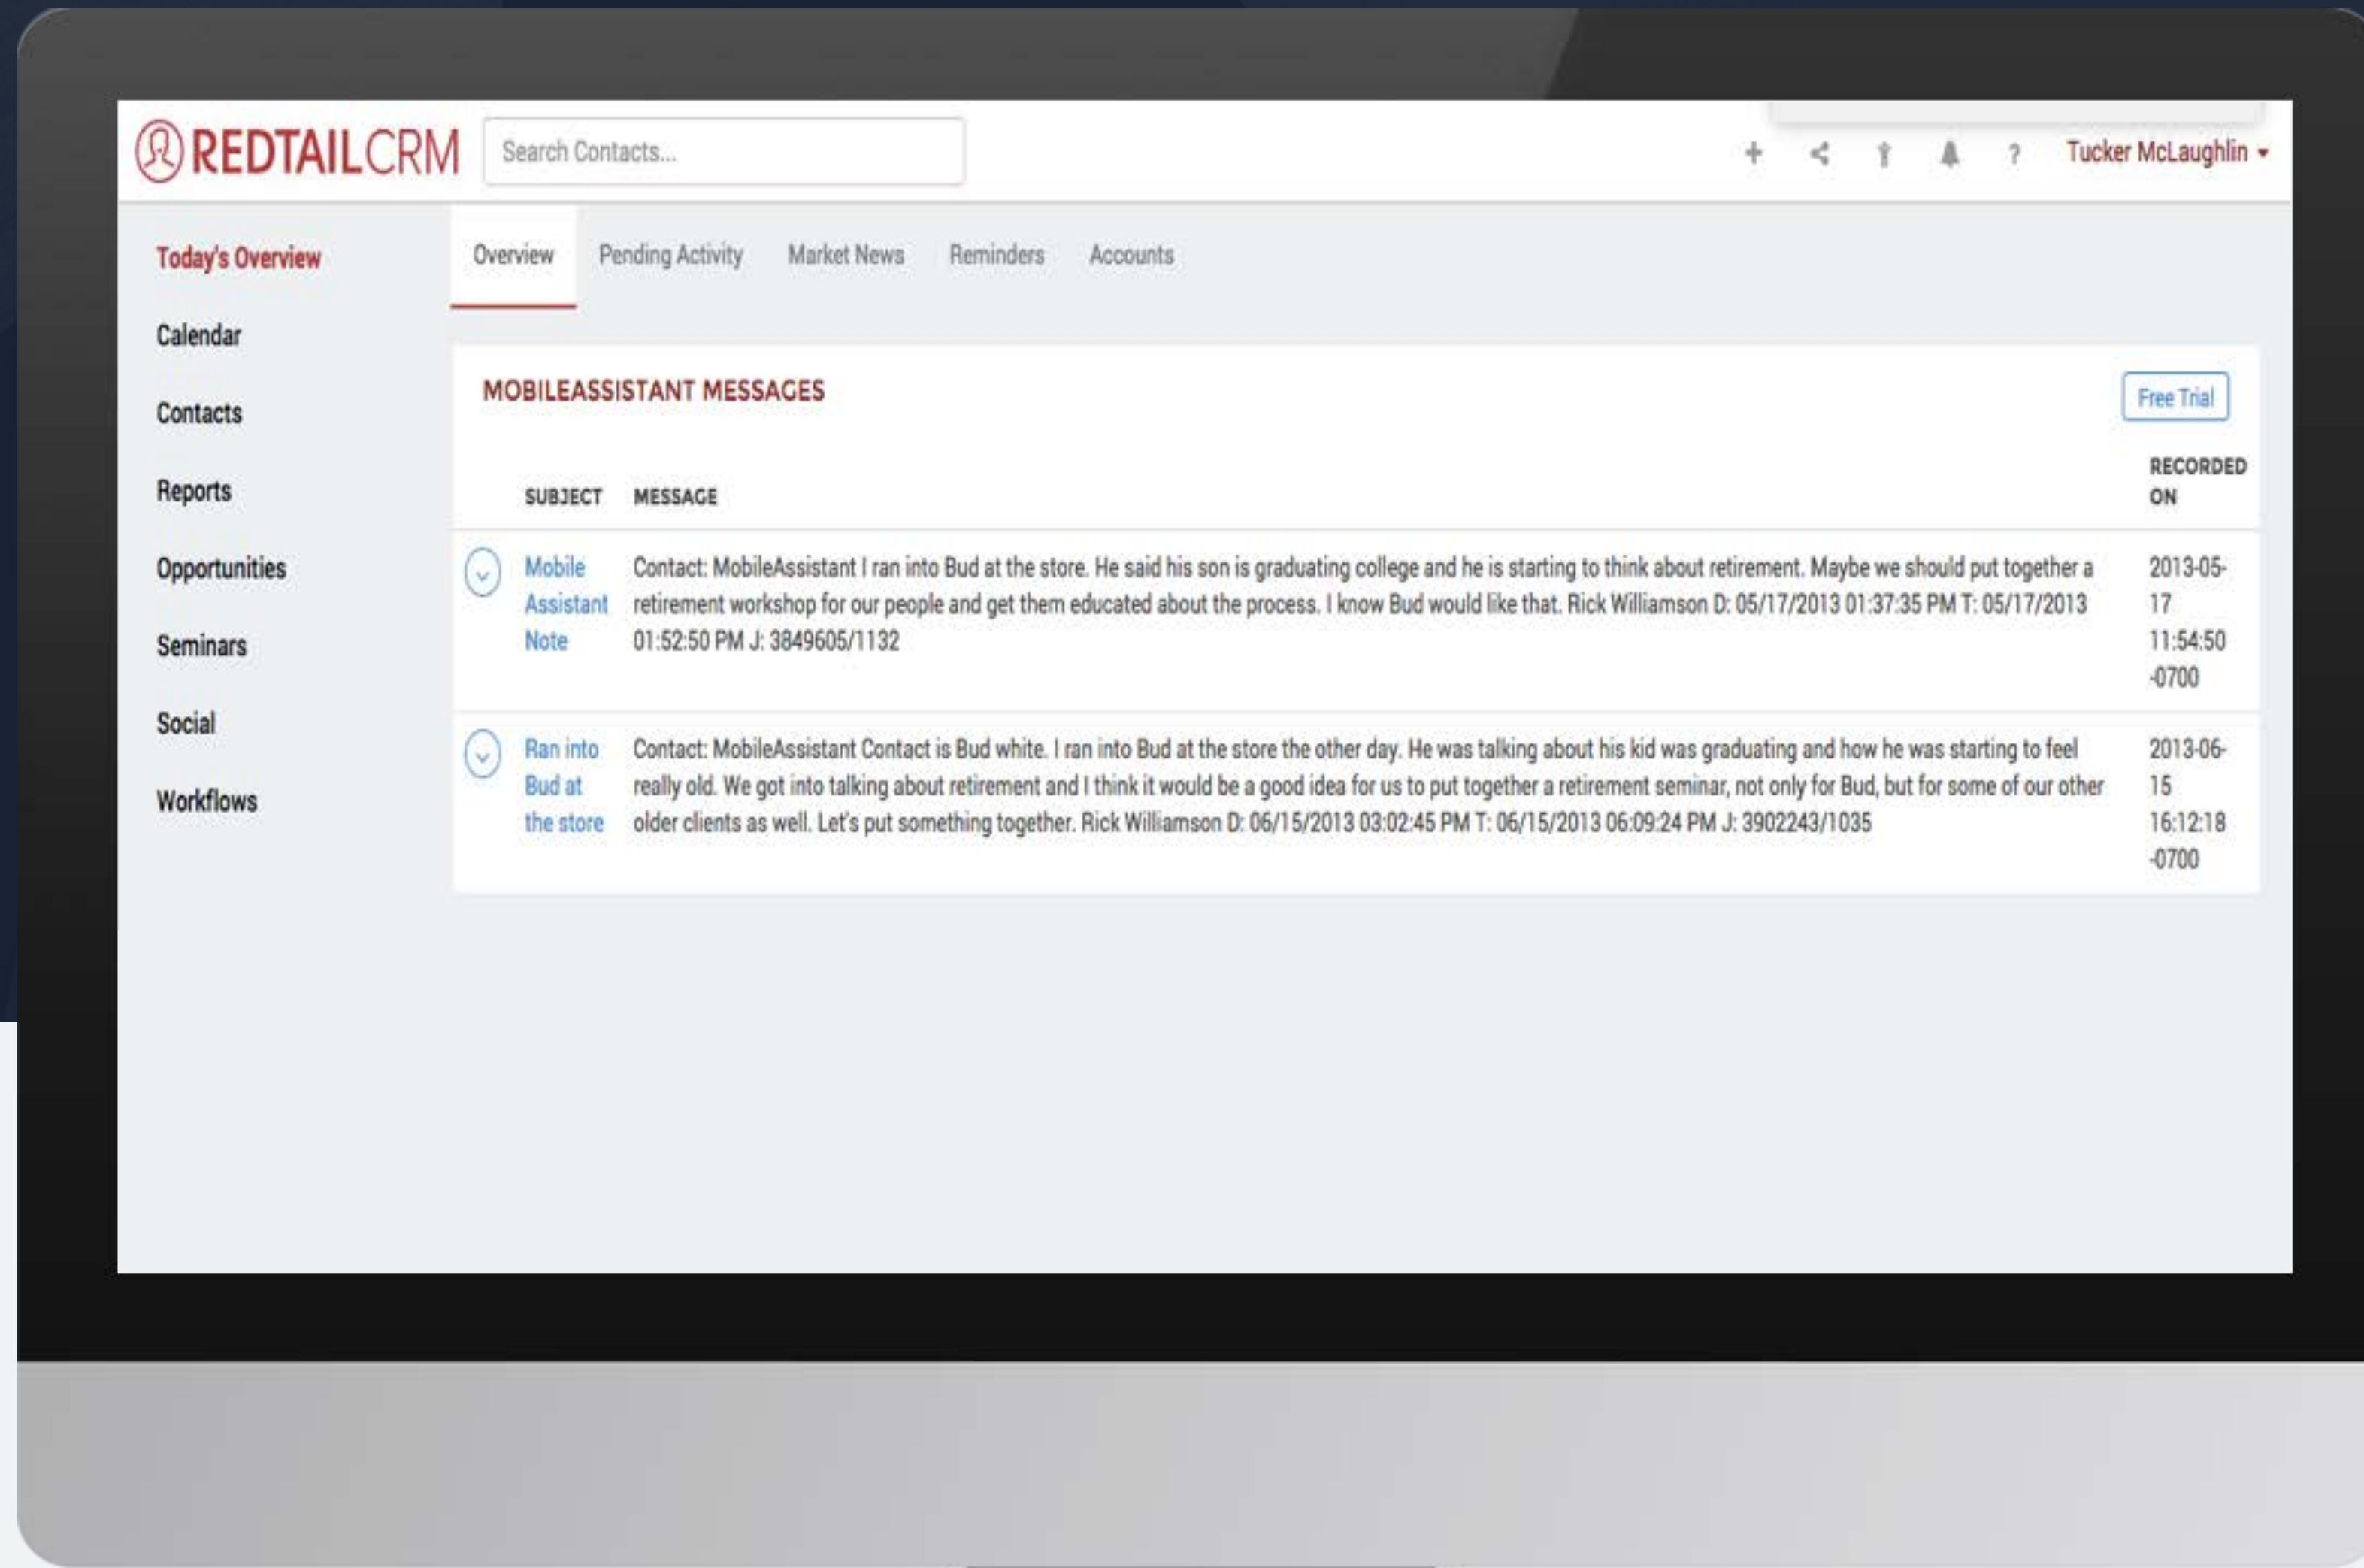 REDTAILCRM
Search Contacts...
+
?
Tucker McLaughlin
Today's Overview
Calendar
Contacts
Reports
Opportunities
Seminars
Social
Workflows
Overview
Pending Activity
Market News
Reminders
Accounts
MOBILEASSISTANT MESSAGES
Free Trial
SUBJECT
MESSAGE
RECORDED
ON
Mobile
Assistant
Note
Contact: MobileAssistant I ran into Bud at the store. He said his son is graduating college and he is starting to think about retirement. Maybe we should put together a
retirement workshop for our people and get them educated about the process. I know Bud would like that. Rick Williamson D: 05/17/2013 01:37:35 PM T: 05/17/2013
01:52:50 PM J: 3849605/1132
2013-05-
17
11:54:50
-0700
Ran into
Bud at
the store
Contact: MobileAssistant Contact is Bud white. I ran into Bud at the store the other day. He was talking about his kid was graduating and how he was starting to feel
really old. We got into talking about retirement and I think it would be a good idea for us to put together a retirement seminar, not only for Bud, but for some of our other
older clients as well. Let's put something together. Rick Williamson D: 06/15/2013 03:02:45 PM T: 06/15/2013 06:09:24 PM J: 3902243/1035
2013-06-
15
16:12:18
-0700